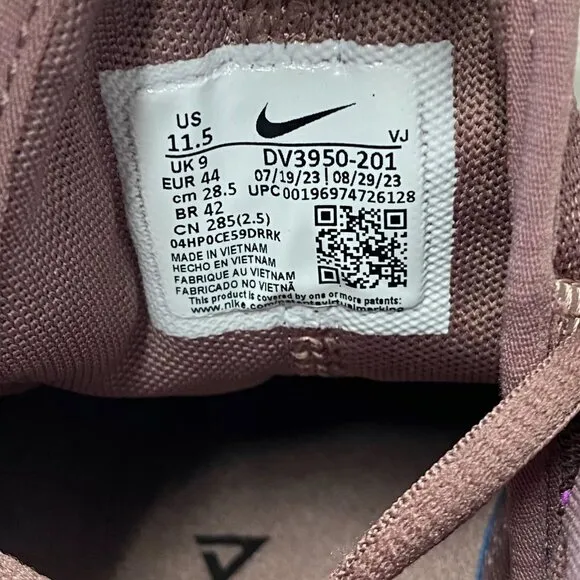 US
11.5
VJ
UK 9
DV3950-201
EUR 44
07/19/23 | 08/29/23
cm 28.5
UPC 00196974726128
BR 42
CN 285(2.5)
04HP0CE59DRRK
MADE IN VIETNAM
HECHO EN VIETNAM
FABRIQUE AU VIETNAM
FABRICADO NO VIETNÃ
This product is covered by one or more patents: